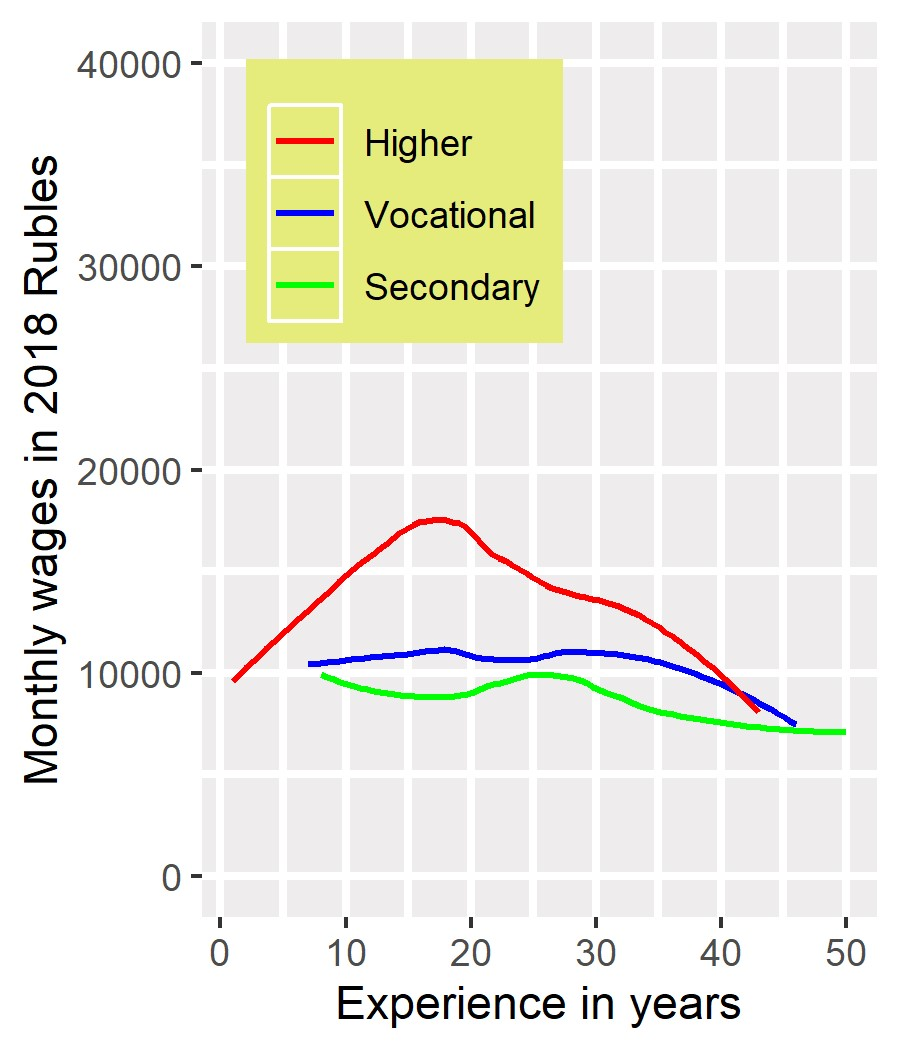 Monthly wages in 2018 Rubles
40000
30000
20000
10000
0
Higher
Vocational
Secondary
0 10 20 30 40 50
Experience in years